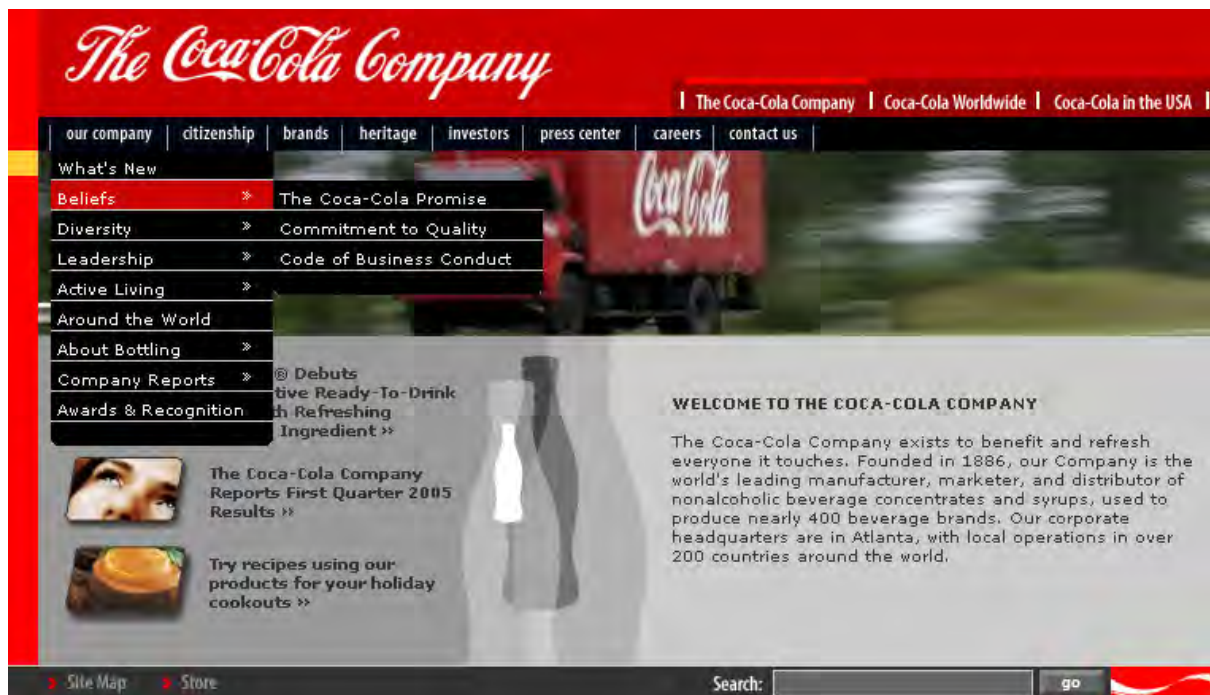 The Coca-Cola Company
The Coca-Cola Company Coca-Cola Worldwide Coca-Cola in the USA
our company citizenship brands heritage investors press center careers contact us
What's New
Beliefs » The Coca-Cola Promise
Diversity » Commitment to Quality
Leadership » Code of Business Conduct
Active Living »
Around the World
About Bottling »
Company Reports »
Awards & Recognition
Coca-Cola
® Debuts
tive Ready-To-Drink
h Refreshing
Ingredient »
The Coca-Cola Company
Reports First Quarter 2005
Results »
Try recipes using our
products for your holiday
cookouts »
WELCOME TO THE COCA-COLA COMPANY
The Coca-Cola Company exists to benefit and refresh
everyone it touches. Founded in 1886, our Company is the
world's leading manufacturer, marketer, and distributor of
nonalcoholic beverage concentrates and syrups, used to
produce nearly 400 beverage brands. Our corporate
headquarters are in Atlanta, with local operations in over
200 countries around the world.
Site Map Store Search: go